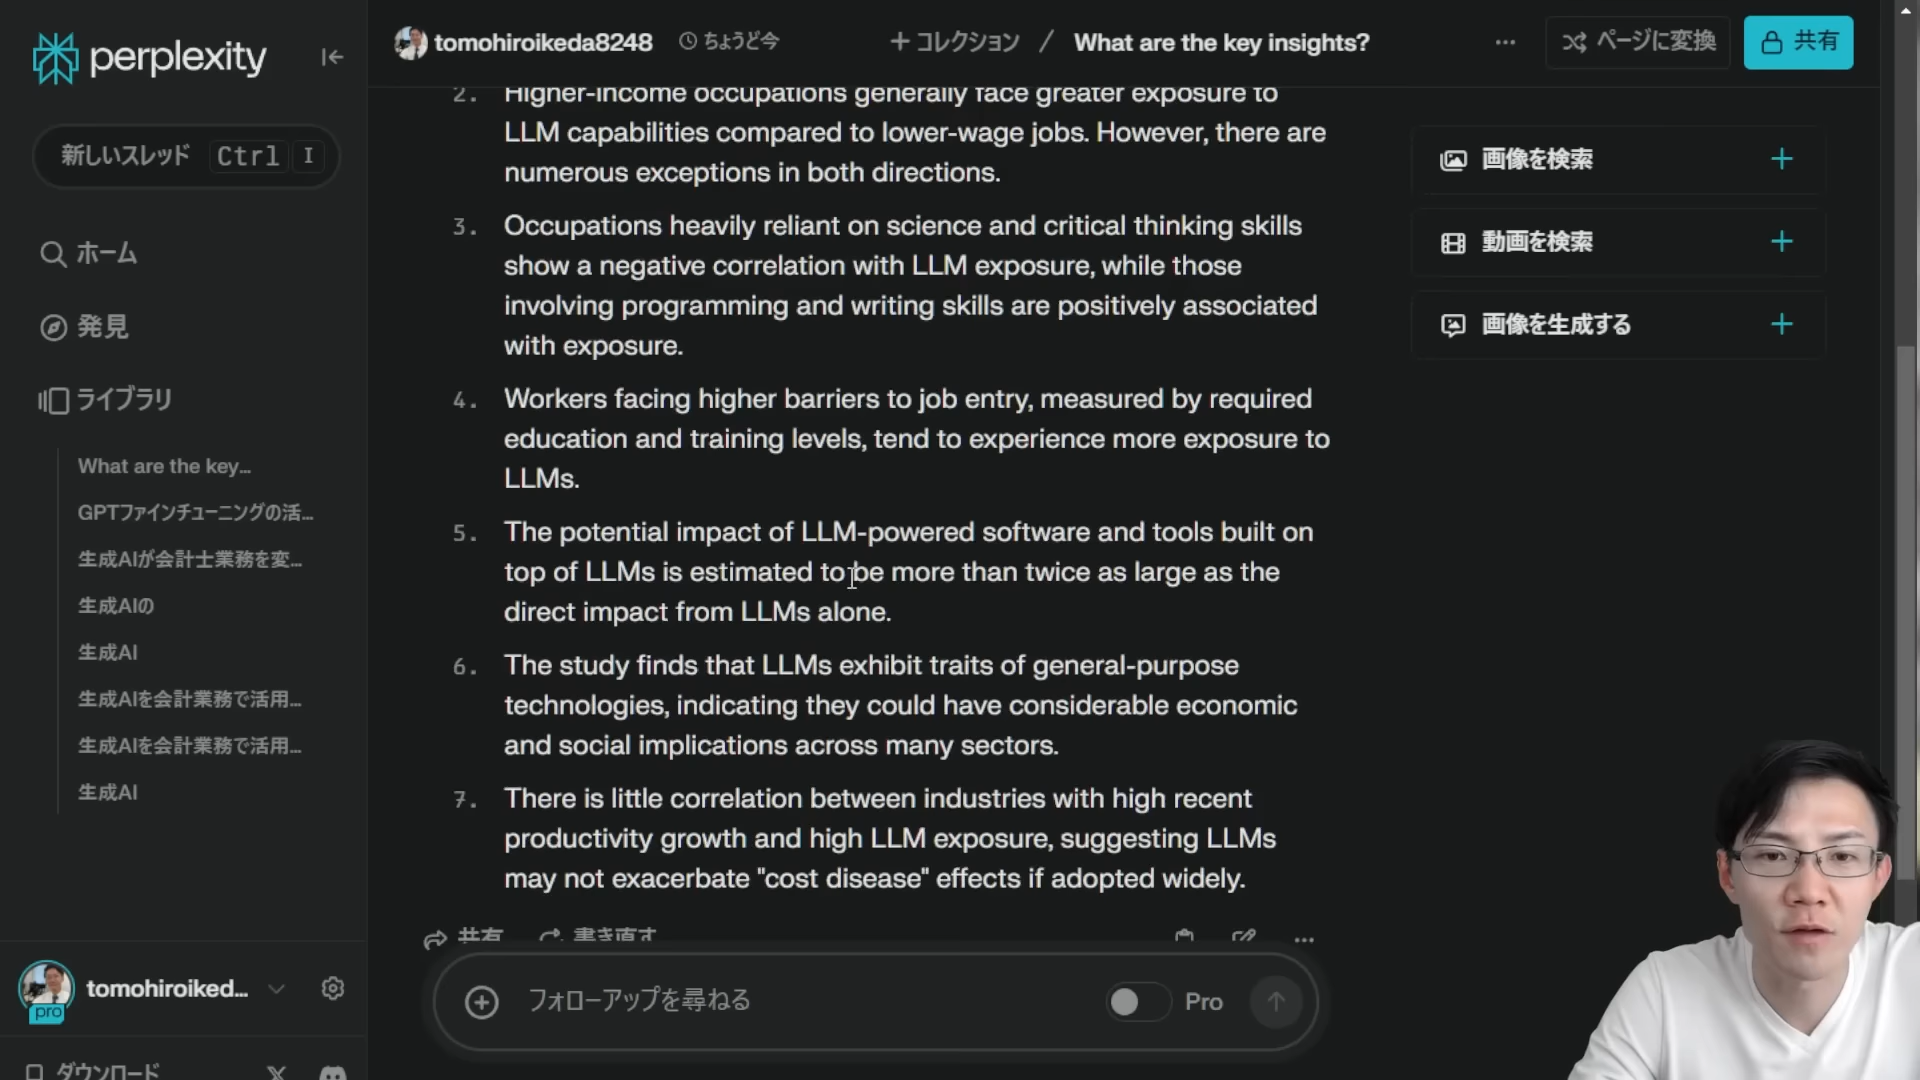 perplexity
新しいスレッド Ctrl I
ホーム
発見
ライブラリ
What are the key...
GPTファインチューニングの活...
生成AIが会計士業務を変...
生成AIの
生成AI
生成AIを会計業務で活用...
生成AIを会計業務で活用...
生成AI
tomohiroiked...
pro
ダウンロード
tomohiroikeda8248 ちょうど今
+ コレクション / What are the key insights?
... ページに変換 共有
2. Higher-income occupations generally face greater exposure to
LLM capabilities compared to lower-wage jobs. However, there are
numerous exceptions in both directions.
3. Occupations heavily reliant on science and critical thinking skills
show a negative correlation with LLM exposure, while those
involving programming and writing skills are positively associated
with exposure.
4. Workers facing higher barriers to job entry, measured by required
education and training levels, tend to experience more exposure to
LLMs.
5. The potential impact of LLM-powered software and tools built on
top of LLMs is estimated to be more than twice as large as the
direct impact from LLMs alone.
6. The study finds that LLMs exhibit traits of general-purpose
technologies, indicating they could have considerable economic
and social implications across many sectors.
7. There is little correlation between industries with high recent
productivity growth and high LLM exposure, suggesting LLMs
may not exacerbate "cost disease" effects if adopted widely.
共有 書き直す ...
フォローアップを尋ねる Pro
画像を検索 +
動画を検索 +
画像を生成する +